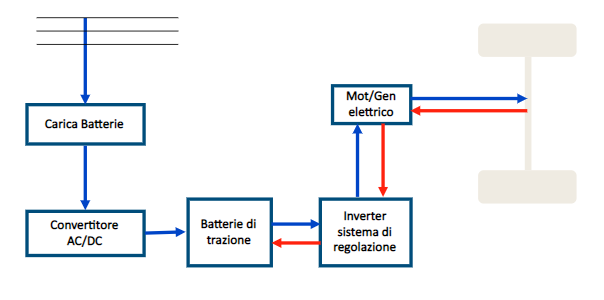 Mot/Gen
elettrico
Carica Batterie
Convertitore
AC/DC
Batterie di
trazione
Inverter
sistema di
regolazione